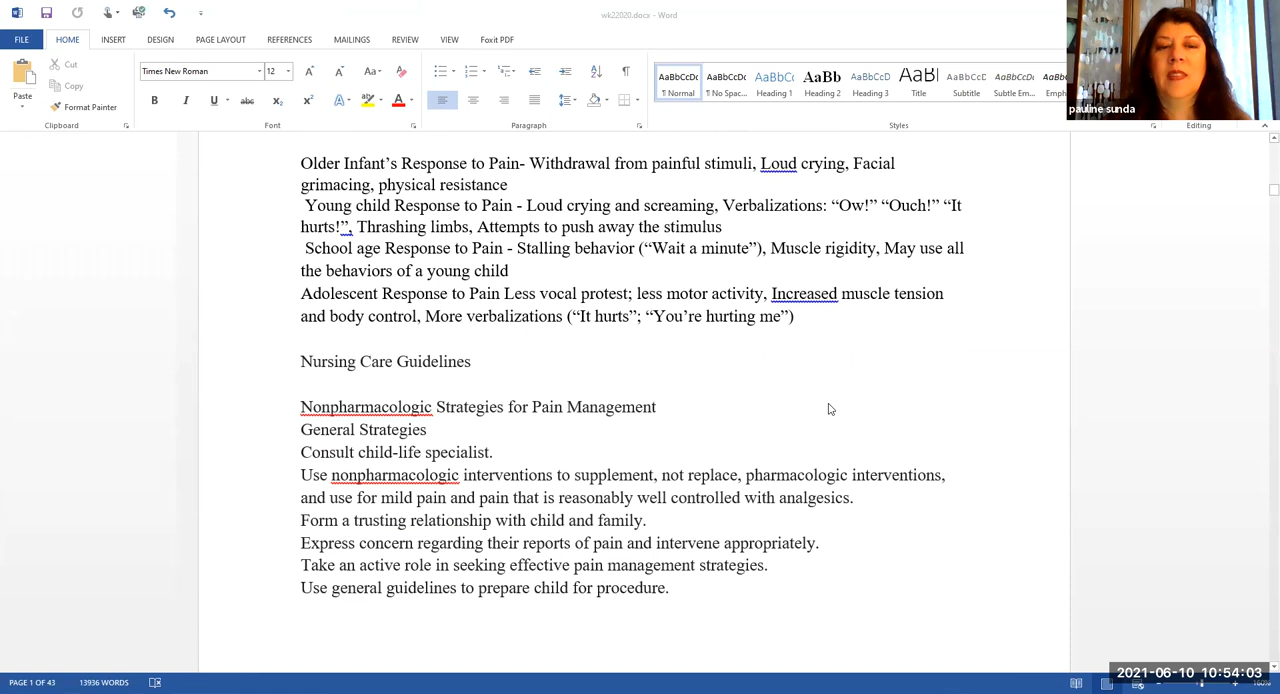 wk22020.docx - Word
FILE HOME INSERT DESIGN PAGE LAYOUT REFERENCES MAILINGS REVIEW VIEW Foxit PDF
Paste
Cut
Copy
Format Painter
Clipboard
Times New Roman 12
Font
Paragraph
AaBbCcDc AaBbCcDc AaBbCc AaBb AaBbCcD AaB AaBbCcD AaBbCcD AaBb
¶ Normal ¶ No Spac... Heading 1 Heading 2 Heading 3 Title Subtitle Subtle Em... Emph
Styles
Editing
pauline sunda
Older Infant’s Response to Pain- Withdrawal from painful stimuli, Loud crying, Facial
grimacing, physical resistance
Young child Response to Pain - Loud crying and screaming, Verbalizations: “Ow!” “Ouch!” “It
hurts!”, Thrashing limbs, Attempts to push away the stimulus
School age Response to Pain - Stalling behavior (“Wait a minute”), Muscle rigidity, May use all
the behaviors of a young child
Adolescent Response to Pain Less vocal protest; less motor activity, Increased muscle tension
and body control, More verbalizations (“It hurts”; “You’re hurting me”)
Nursing Care Guidelines
Nonpharmacologic Strategies for Pain Management
General Strategies
Consult child-life specialist.
Use nonpharmacologic interventions to supplement, not replace, pharmacologic interventions,
and use for mild pain and pain that is reasonably well controlled with analgesics.
Form a trusting relationship with child and family.
Express concern regarding their reports of pain and intervene appropriately.
Take an active role in seeking effective pain management strategies.
Use general guidelines to prepare child for procedure.
PAGE 1 OF 43 13936 WORDS
2021-06-10 10:54:03